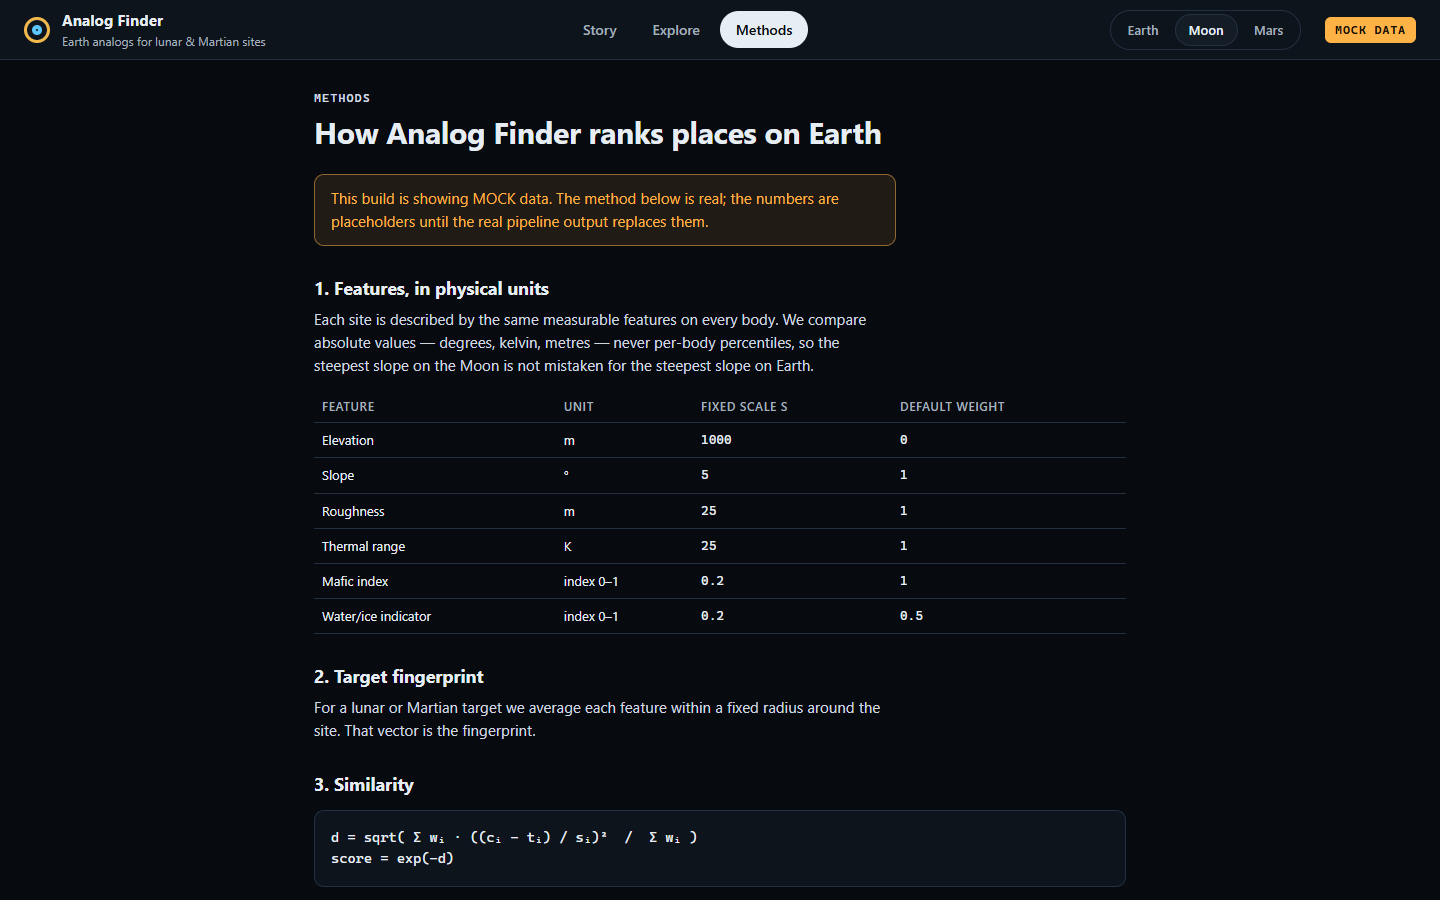 Analog Finder
Earth analogs for lunar & Martian sites
Story
Explore
Methods
Earth
Moon
Mars
MOCK DATA
METHODS
How Analog Finder ranks places on Earth
This build is showing MOCK data. The method below is real; the numbers are
placeholders until the real pipeline output replaces them.
1. Features, in physical units
Each site is described by the same measurable features on every body. We compare
absolute values — degrees, kelvin, metres — never per-body percentiles, so the
steepest slope on the Moon is not mistaken for the steepest slope on Earth.
FEATURE UNIT FIXED SCALE S DEFAULT WEIGHT
Elevation m 1000 0
Slope ° 5 1
Roughness m 25 1
Thermal range K 25 1
Mafic index index 0–1 0.2 1
Water/ice indicator index 0–1 0.2 0.5
2. Target fingerprint
For a lunar or Martian target we average each feature within a fixed radius around the
site. That vector is the fingerprint.
3. Similarity
d = sqrt( Σ wᵢ · ((cᵢ − tᵢ) / sᵢ)² / Σ wᵢ )
score = exp(−d)